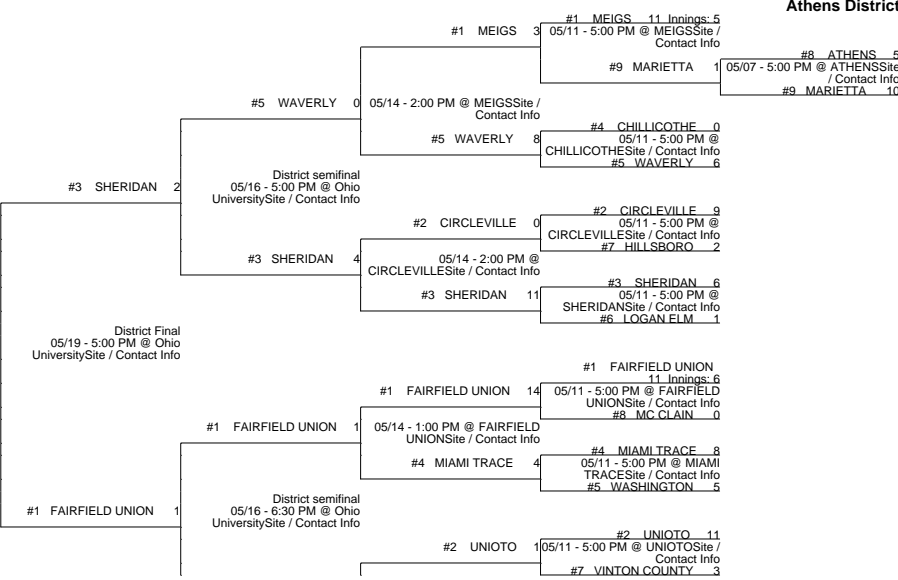 Athens District
#1 MEIGS 11 Innings: 5
05/11 - 5:00 PM @ MEIGSSite /
Contact Info
#1 MEIGS 3
#9 MARIETTA 1
#8 ATHENS 5
05/07 - 5:00 PM @ ATHENSSite
/ Contact Info
#9 MARIETTA 10
#5 WAVERLY 0
05/14 - 2:00 PM @ MEIGSSite /
Contact Info
#5 WAVERLY 8
#4 CHILLICOTHE 0
05/11 - 5:00 PM @
CHILLICOTHESite / Contact Info
#5 WAVERLY 6
District semifinal
05/16 - 5:00 PM @ Ohio
UniversitySite / Contact Info
#3 SHERIDAN 2
#2 CIRCLEVILLE 0
#2 CIRCLEVILLE 9
05/11 - 5:00 PM @
CIRCLEVILLESite / Contact Info
#7 HILLSBORO 2
#3 SHERIDAN 4
05/14 - 2:00 PM @
CIRCLEVILLESite / Contact Info
#3 SHERIDAN 11
#3 SHERIDAN 6
05/11 - 5:00 PM @
SHERIDANSite / Contact Info
#6 LOGAN ELM 1
District Final
05/19 - 5:00 PM @ Ohio
UniversitySite / Contact Info
#1 FAIRFIELD UNION
11 Innings: 6
05/11 - 5:00 PM @ FAIRFIELD
UNIONSite / Contact Info
#8 MC CLAIN 0
#1 FAIRFIELD UNION 14
#1 FAIRFIELD UNION 1
05/14 - 1:00 PM @ FAIRFIELD
UNIONSite / Contact Info
#4 MIAMI TRACE 4
#4 MIAMI TRACE 8
05/11 - 5:00 PM @ MIAMI
TRACESite / Contact Info
#5 WASHINGTON 5
District semifinal
05/16 - 6:30 PM @ Ohio
UniversitySite / Contact Info
#1 FAIRFIELD UNION 1
#2 UNIOTO 1
#2 UNIOTO 11
05/11 - 5:00 PM @ UNIOTOSite /
Contact Info
#7 VINTON COUNTY 3